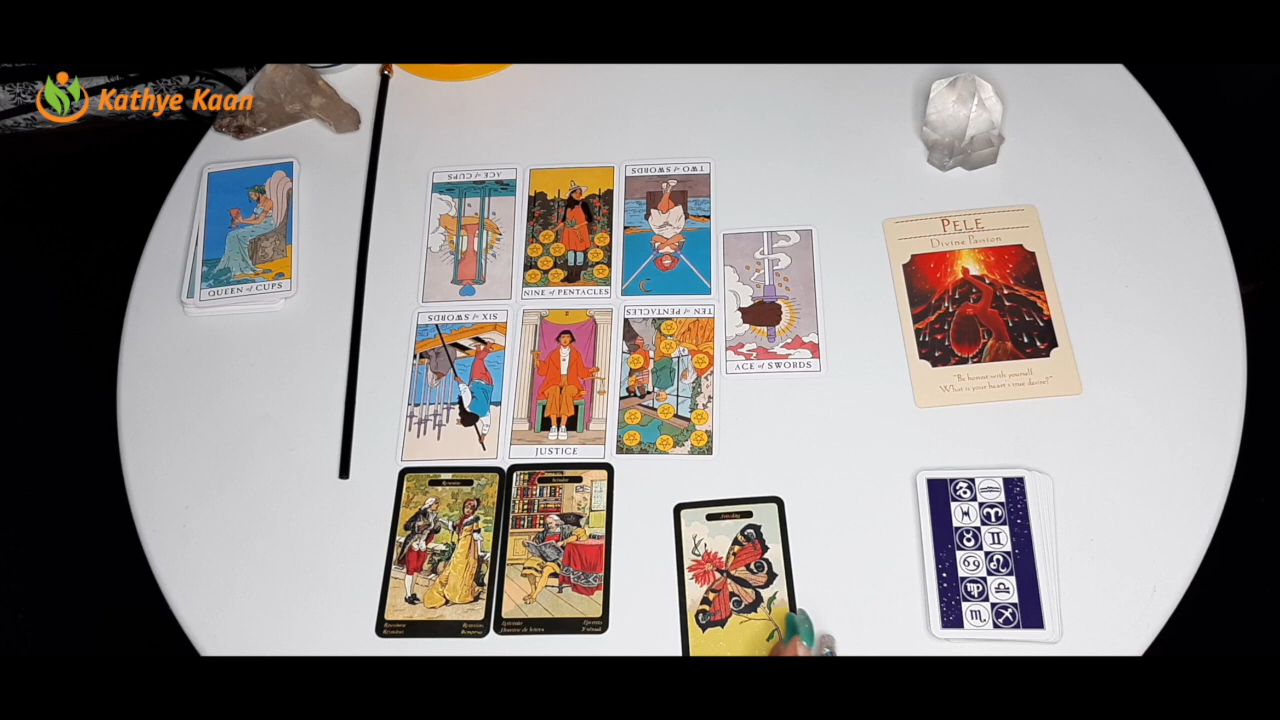 Kathye Kaan
ACE of CUPS
NINE of PENTACLES
TWO of SWORDS
QUEEN of CUPS
PELE
Divine Passion
"Be honest with yourself.
What is your heart's true desire?"
ACE of SWORDS
SIX of SWORDS
JUSTICE
TEN of PENTACLES